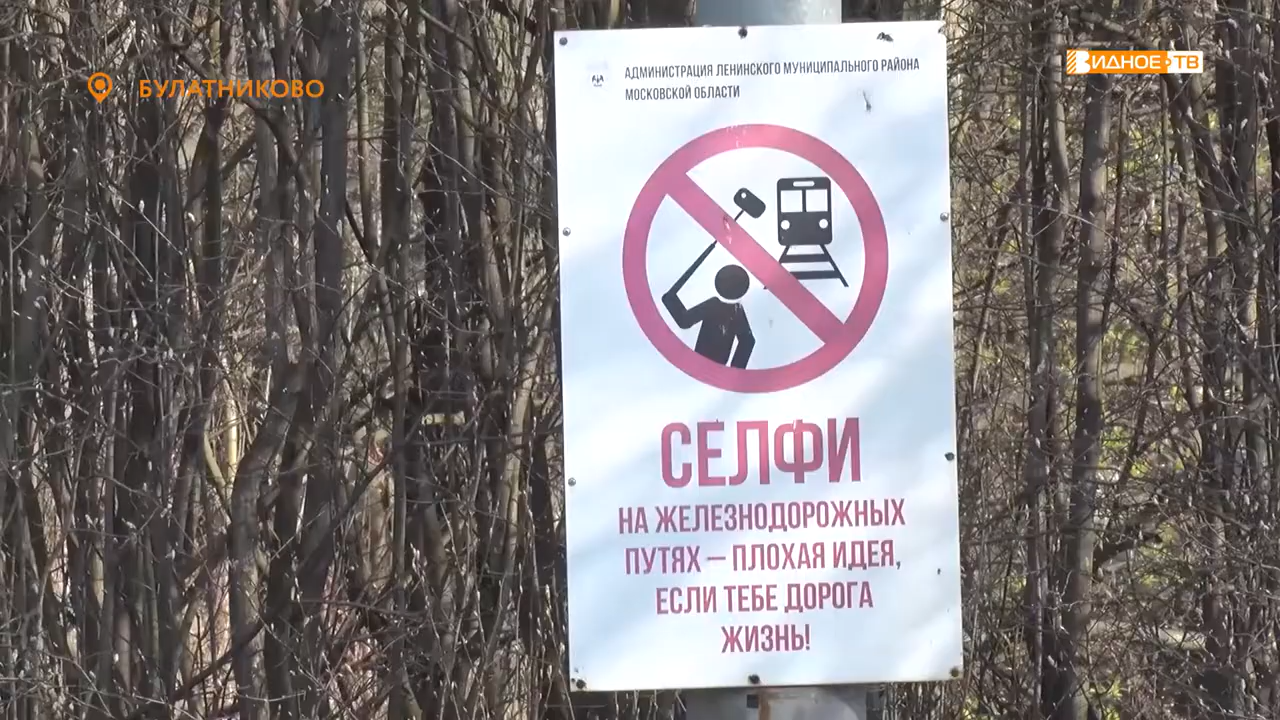 БУЛАТНИКОВО
ВИДНОЕ ТВ
АДМИНИСТРАЦИЯ ЛЕНИНСКОГО МУНИЦИПАЛЬНОГО РАЙОНА
МОСКОВСКОЙ ОБЛАСТИ
СЕЛФИ
НА ЖЕЛЕЗНОДОРОЖНЫХ
ПУТЯХ – ПЛОХАЯ ИДЕЯ,
ЕСЛИ ТЕБЕ ДОРОГА
ЖИЗНЬ!